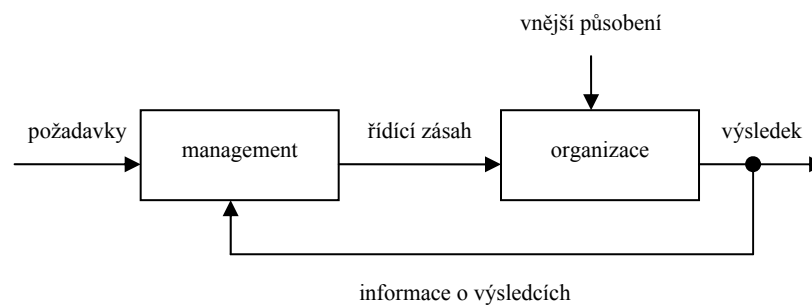 vnější působení
požadavky
management
řídící zásah
organizace
výsledek
informace o výsledcích